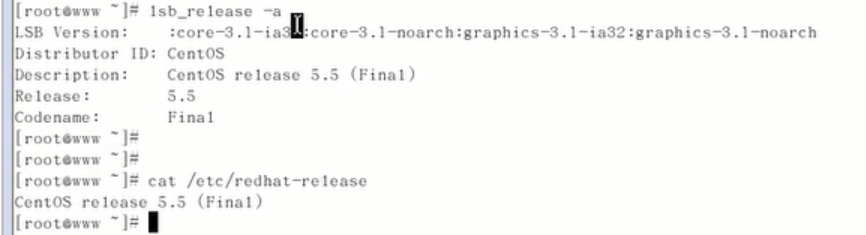 [root@www ~]# lsb_release -a
LSB Version: :core-3.1-ia3 :core-3.1-noarch:graphics-3.1-ia32:graphics-3.1-noarch
Distributor ID: CentOS
Description: CentOS release 5.5 (Final)
Release: 5.5
Codename: Final
[root@www ~]#
[root@www ~]#
[root@www ~]# cat /etc/redhat-release
CentOS release 5.5 (Final)
[root@www ~]#